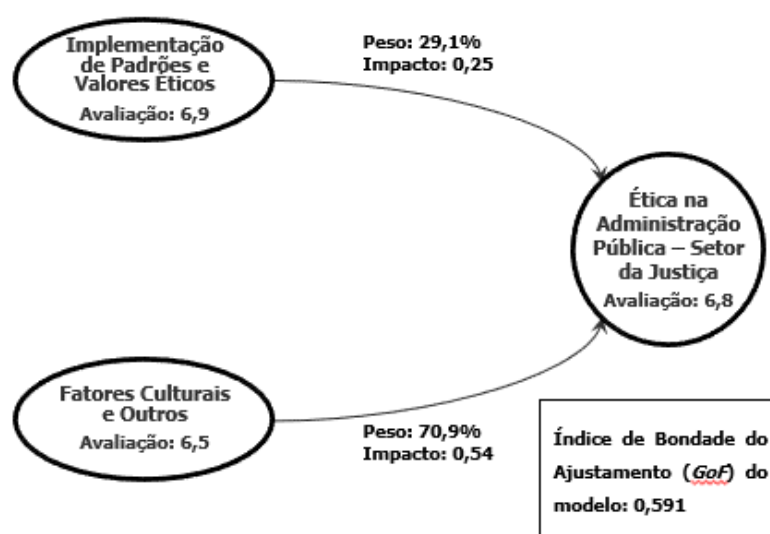 Implementação
de Padrões e
Valores Éticos
Avaliação: 6,9
Peso: 29,1%
Impacto: 0,25
Ética na
Administração
Pública – Setor
da Justiça
Avaliação: 6,8
Fatores Culturais
e Outros
Avaliação: 6,5
Peso: 70,9%
Impacto: 0,54
Índice de Bondade do
Ajustamento (GoF) do
modelo: 0,591